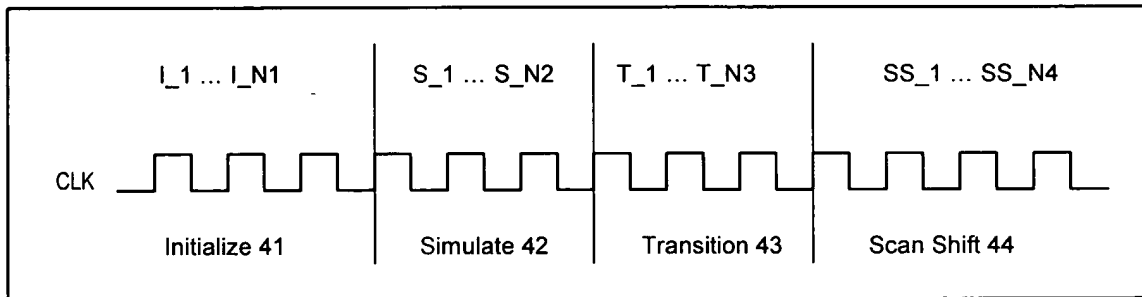 I_1 ... I_N1 S_1 ... S_N2 T_1 ... T_N3 SS_1 ... SS_N4
CLK
Initialize 41 Simulate 42 Transition 43 Scan Shift 44